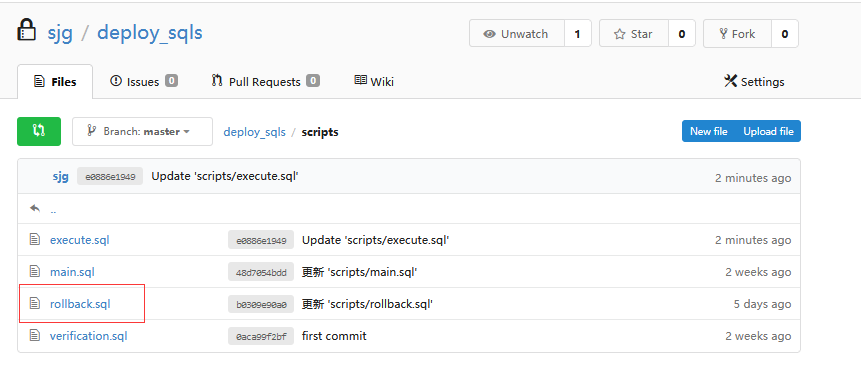 sjg / deploy_sqls
Unwatch 1 Star 0 Fork 0
Files Issues 0 Pull Requests 0 Wiki Settings
Branch: master deploy_sqls / scripts New file Upload file
sjg e0886e1949 Update 'scripts/execute.sql' 2 minutes ago
..
execute.sql e0886e1949 Update 'scripts/execute.sql' 2 minutes ago
main.sql 48d7054bdd 更新 'scripts/main.sql' 2 weeks ago
rollback.sql b0309e90a0 更新 'scripts/rollback.sql' 5 days ago
verification.sql 0aca99f2bf first commit 2 weeks ago